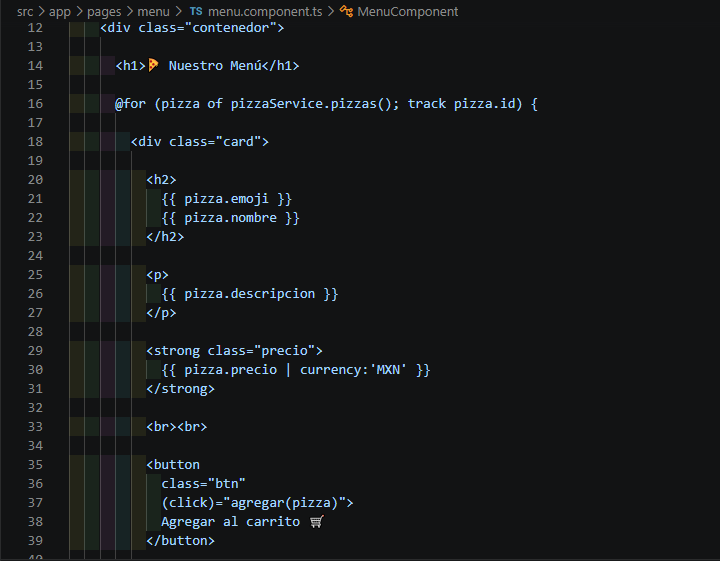 src > app > pages > menu > TS menu.component.ts > MenuComponent
12 <div class="contenedor">
13
14 <h1>🍕 Nuestro Menú</h1>
15
16 @for (pizza of pizzaService.pizzas(); track pizza.id) {
17
18 <div class="card">
19
20 <h2>
21 {{ pizza.emoji }}
22 {{ pizza.nombre }}
23 </h2>
24
25 <p>
26 {{ pizza.descripcion }}
27 </p>
28
29 <strong class="precio">
30 {{ pizza.precio | currency:'MXN' }}
31 </strong>
32
33 <br><br>
34
35 <button
36 class="btn"
37 (click)="agregar(pizza)">
38 Agregar al carrito 🛒
39 </button>
40